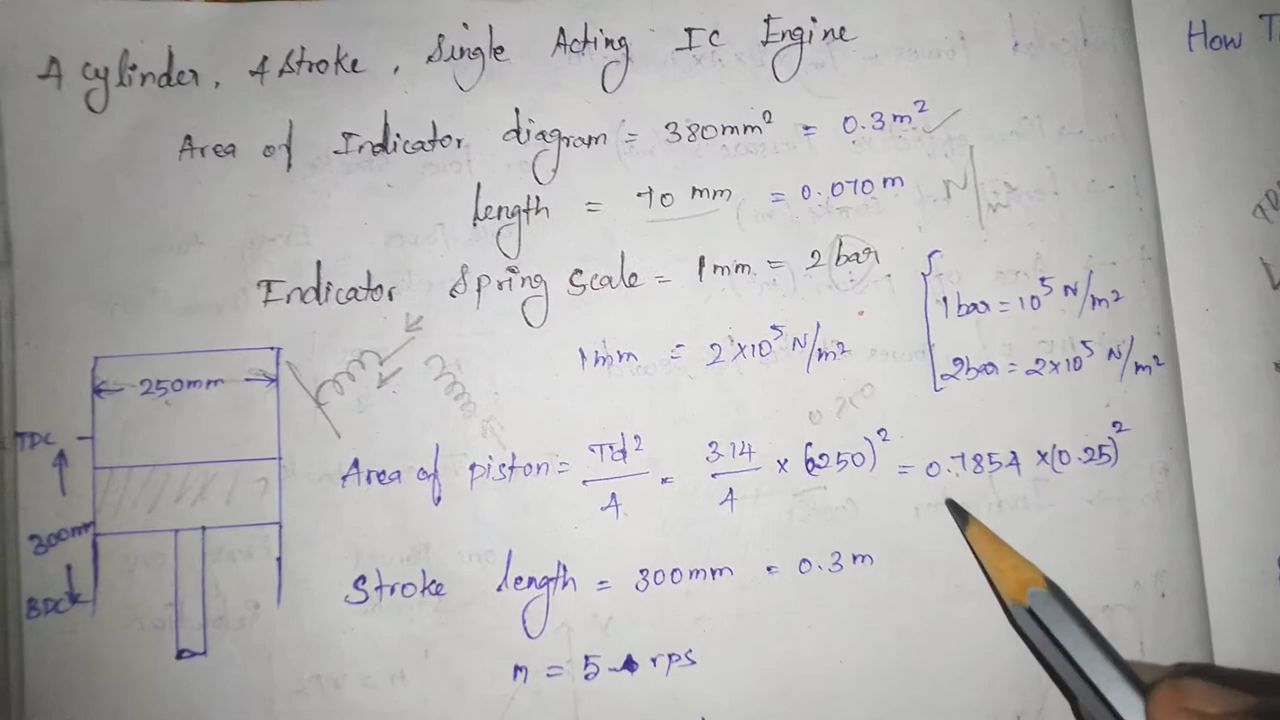 4 cylinder, 4 Stroke, Single Acting IC Engine
Area of Indicator diagram = 380mm² = 0.3m²
length = 70 mm = 0.070m
Indicator Spring Scale = 1mm = 2 bar
1mm = 2×10⁵ N/m²
1bar = 10⁵ N/m²
2bar = 2×10⁵ N/m²
250mm
TDC
300mm
BDC
Area of piston = πd²/4 = 3.14/4 × (250)² = 0.7854 ×(0.25)²
Stroke length = 300mm = 0.3m
n = 5 rps
How